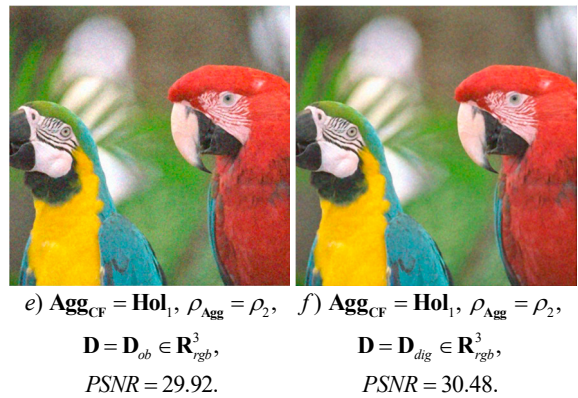 e) Agg_CF = Hol_1, ρ_Agg = ρ_2,
D = D_ob ∈ R^3_rgb,
PSNR = 29.92.
f) Agg_CF = Hol_1, ρ_Agg = ρ_2,
D = D_dig ∈ R^3_rgb,
PSNR = 30.48.